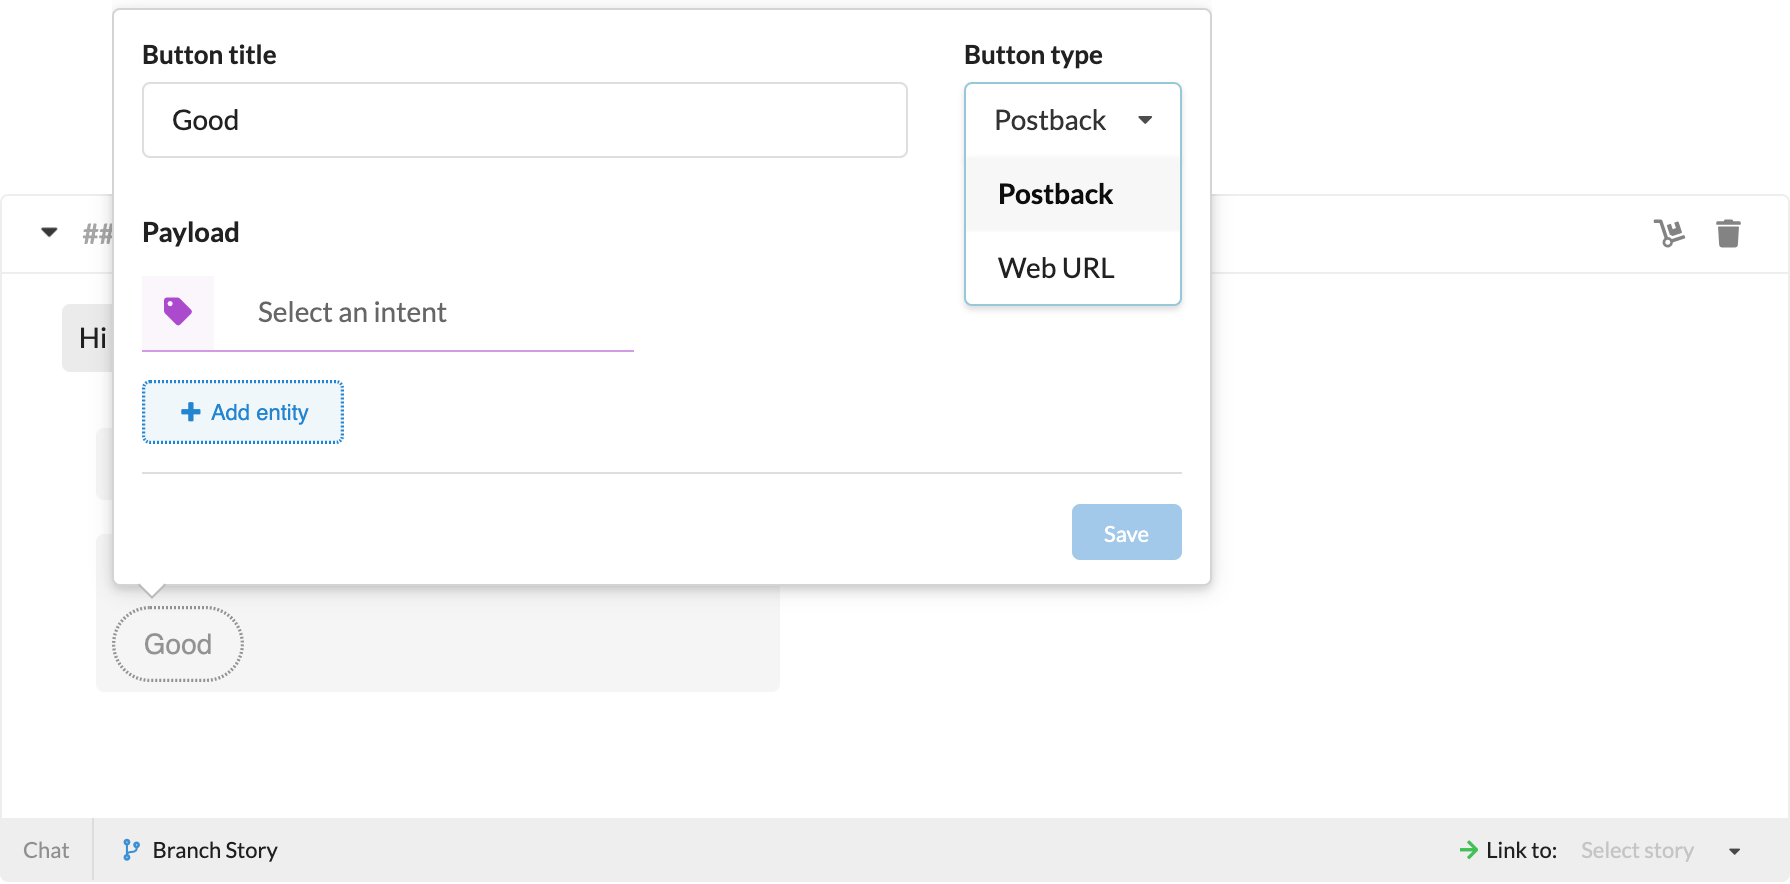 Button title
Button type
Good
Postback
Postback
Web URL
##
Payload
Select an intent
Hi
Add entity
Save
Good
Chat
Branch Story
Link to:
Select story